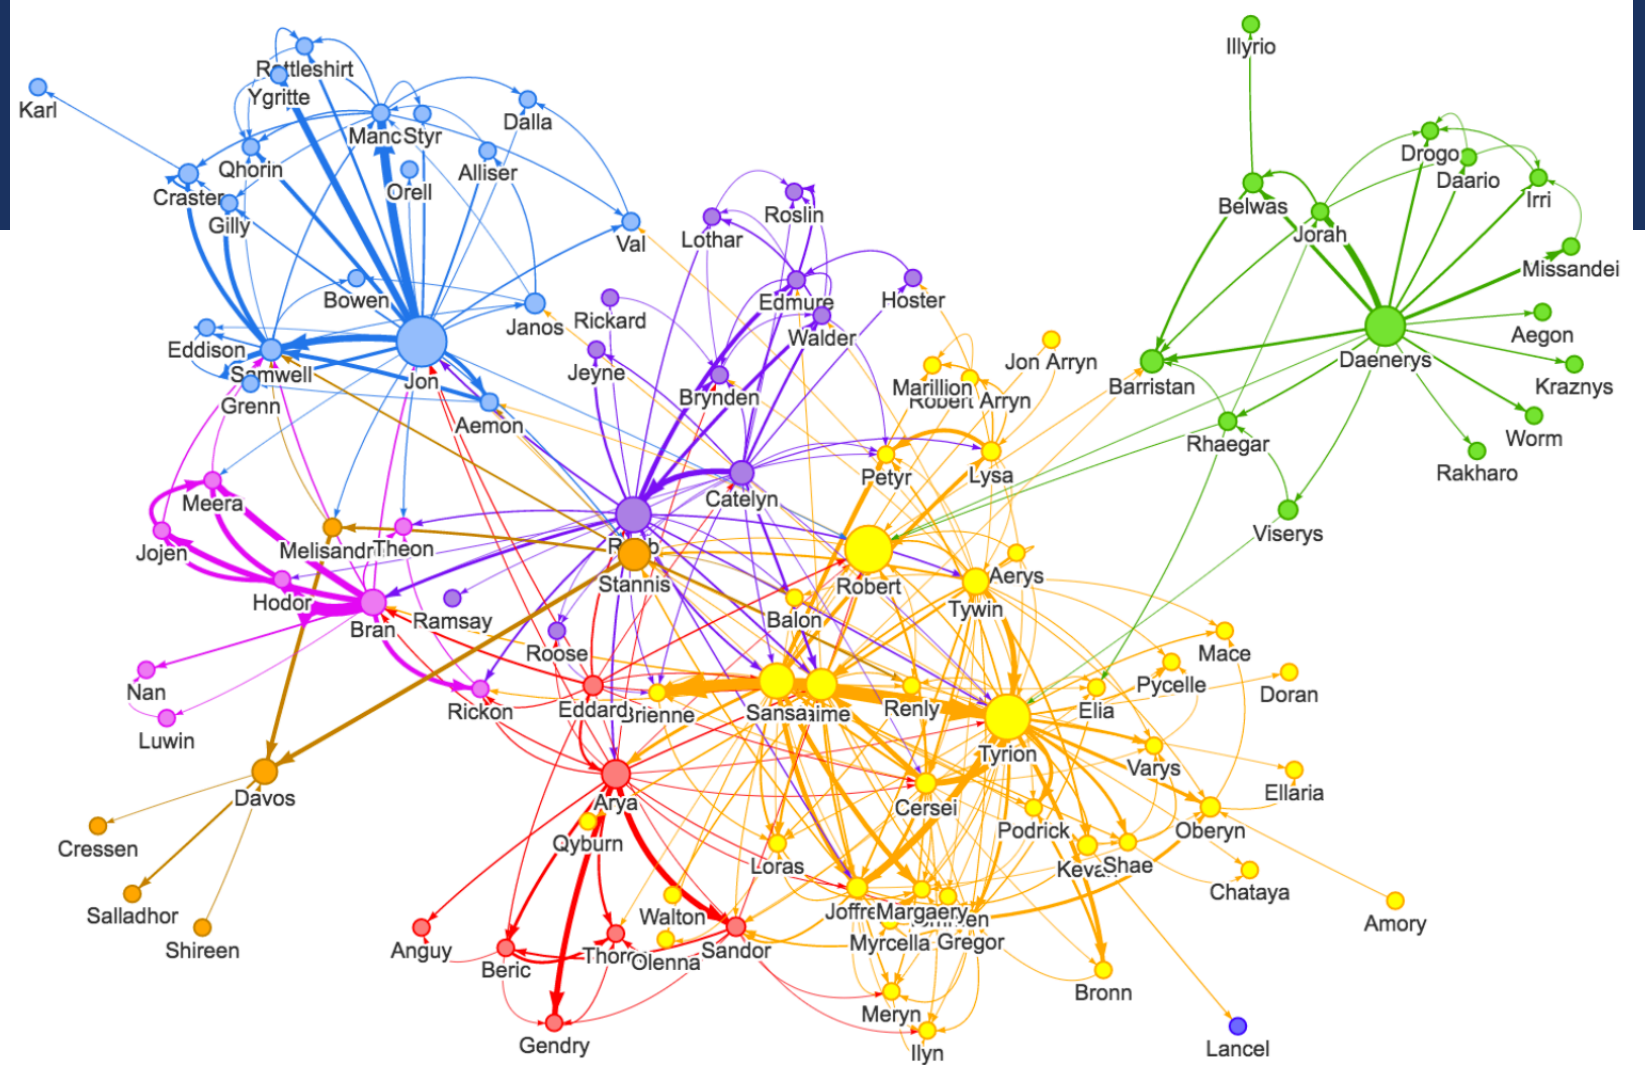 Illyrio
Rattleshirt
Ygritte
Karl
Dalla
Styr
Drogo
Qhorin
Alliser
Daario
Orell
Craster
Irri
Belwas
Roslin
Gilly
Jorah
Lothar
Val
Missandei
Bowen
Edmure
Hoster
Rickard
Janos
Walder
Aegon
Eddison
Daenerys
Jon Arryn
Samwell
Jeyne
Jon
Marillion
Barristan
Kraznys
Brynden
Robert Arryn
Grenn
Aemon
Worm
Rhaegar
Rakharo
Petyr
Lysa
Catelyn
Meera
Viserys
Jojen
Theon
Stannis
Aerys
Robert
Hodor
Tywin
Ramsay
Balon
Bran
Roose
Mace
Pycelle
Nan
Doran
Rickon
Eddard
Brienne
Sansa
Renly
Elia
Luwin
Tyrion
Varys
Ellaria
Davos
Arya
Cersei
Podrick
Oberyn
Qyburn
Cressen
Loras
Shae
Chataya
Salladhor
Walton
Margaery
Amory
Shireen
Anguy
Myrcella
Gregor
Sandor
Beric
Olenna
Bronn
Meryn
Gendry
Ilyn
Lancel